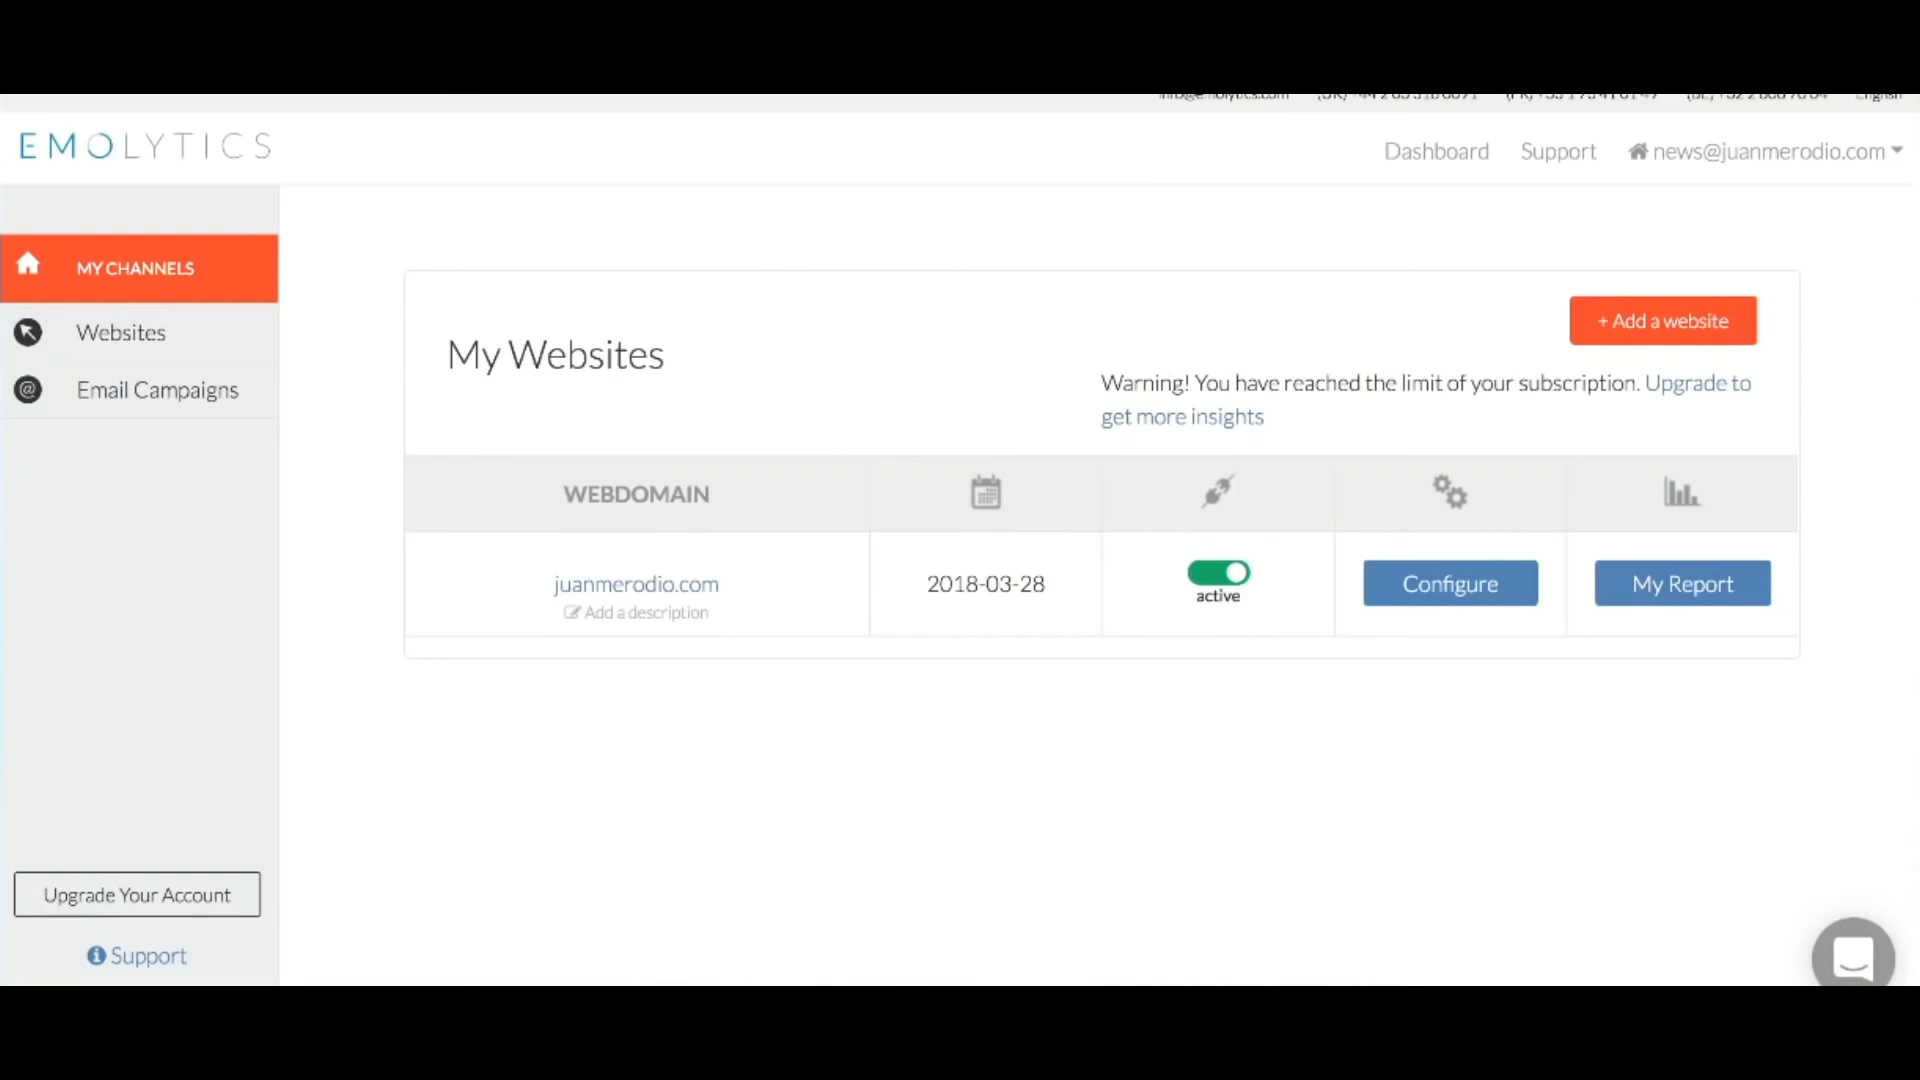 EMOLYTICS
Dashboard Support news@juanmerodio.com
MY CHANNELS
Websites
Email Campaigns
+ Add a website
My Websites
Warning! You have reached the limit of your subscription. Upgrade to
get more insights
WEBDOMAIN
juanmerodio.com 2018-03-28 active Configure My Report
Add a description
Upgrade Your Account
Support